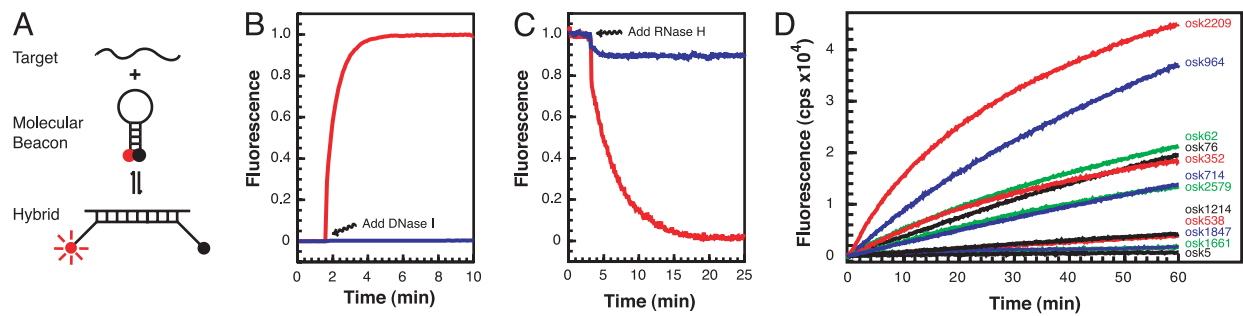 A
Target
+
Molecular
Beacon
Hybrid
B
Fluorescence
1.0
0.8
0.6
0.4
0.2
0
Add DNase I
0 2 4 6 8 10
Time (min)
C
Fluorescence
1.0
0.8
0.6
0.4
0.2
0
Add RNase H
0 5 10 15 20 25
Time (min)
D
Fluorescence (cps x10⁴)
4
3
2
1
0
0 10 20 30 40 50 60
Time (min)
osk2209
osk964
osk62
osk76
osk352
osk714
osk2579
osk1214
osk538
osk1847
osk1661
osk5